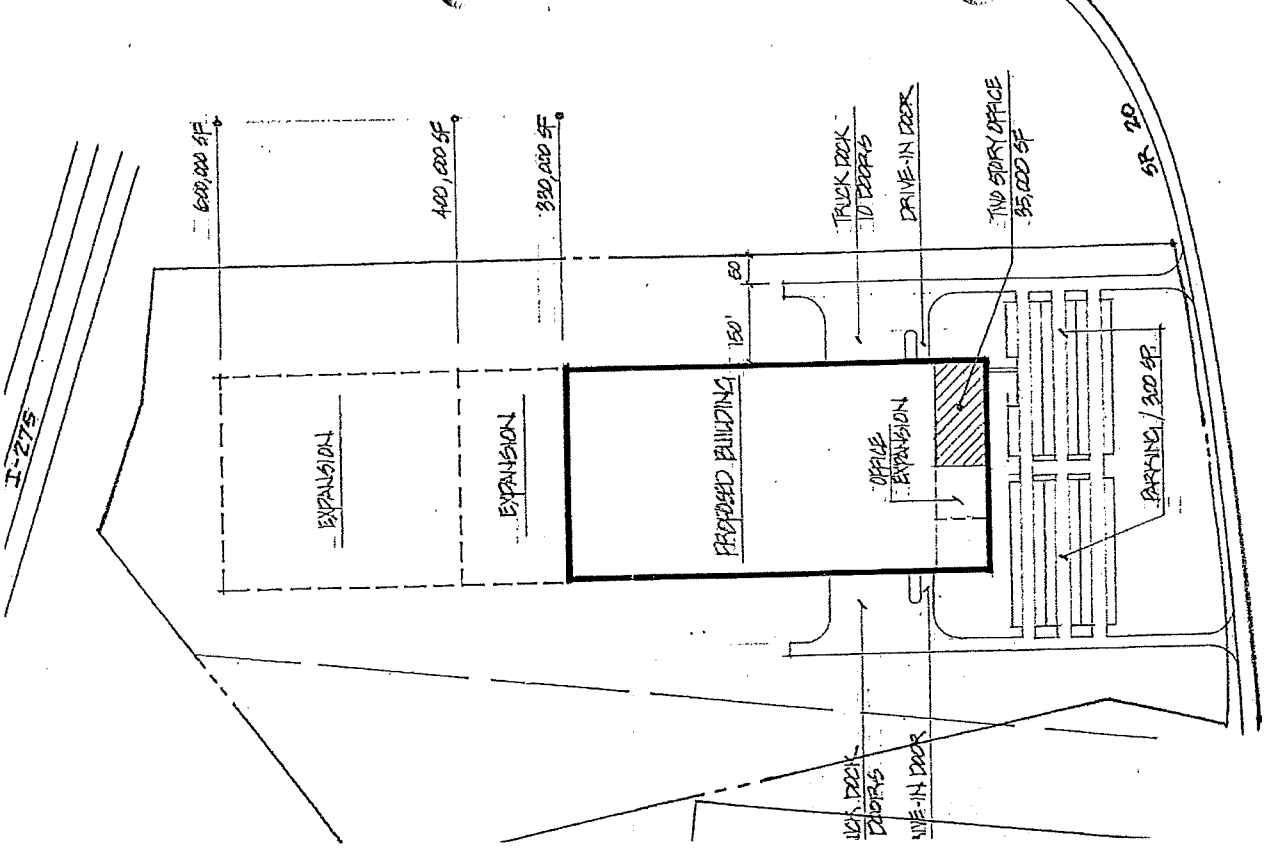 I-275
600,000 SF
400,000 SF
330,000 SF
EXPANSION
EXPANSION
PROPOSED BUILDING
150'
60
TRUCK DOCK
10 DOORS
DRIVE-IN DOOR
TWO STORY OFFICE
35,000 SF
OFFICE
EXPANSION
PARKING / 300 SP.
SR 20
UCK DOCK
DOORS
IVE-IN DOOR